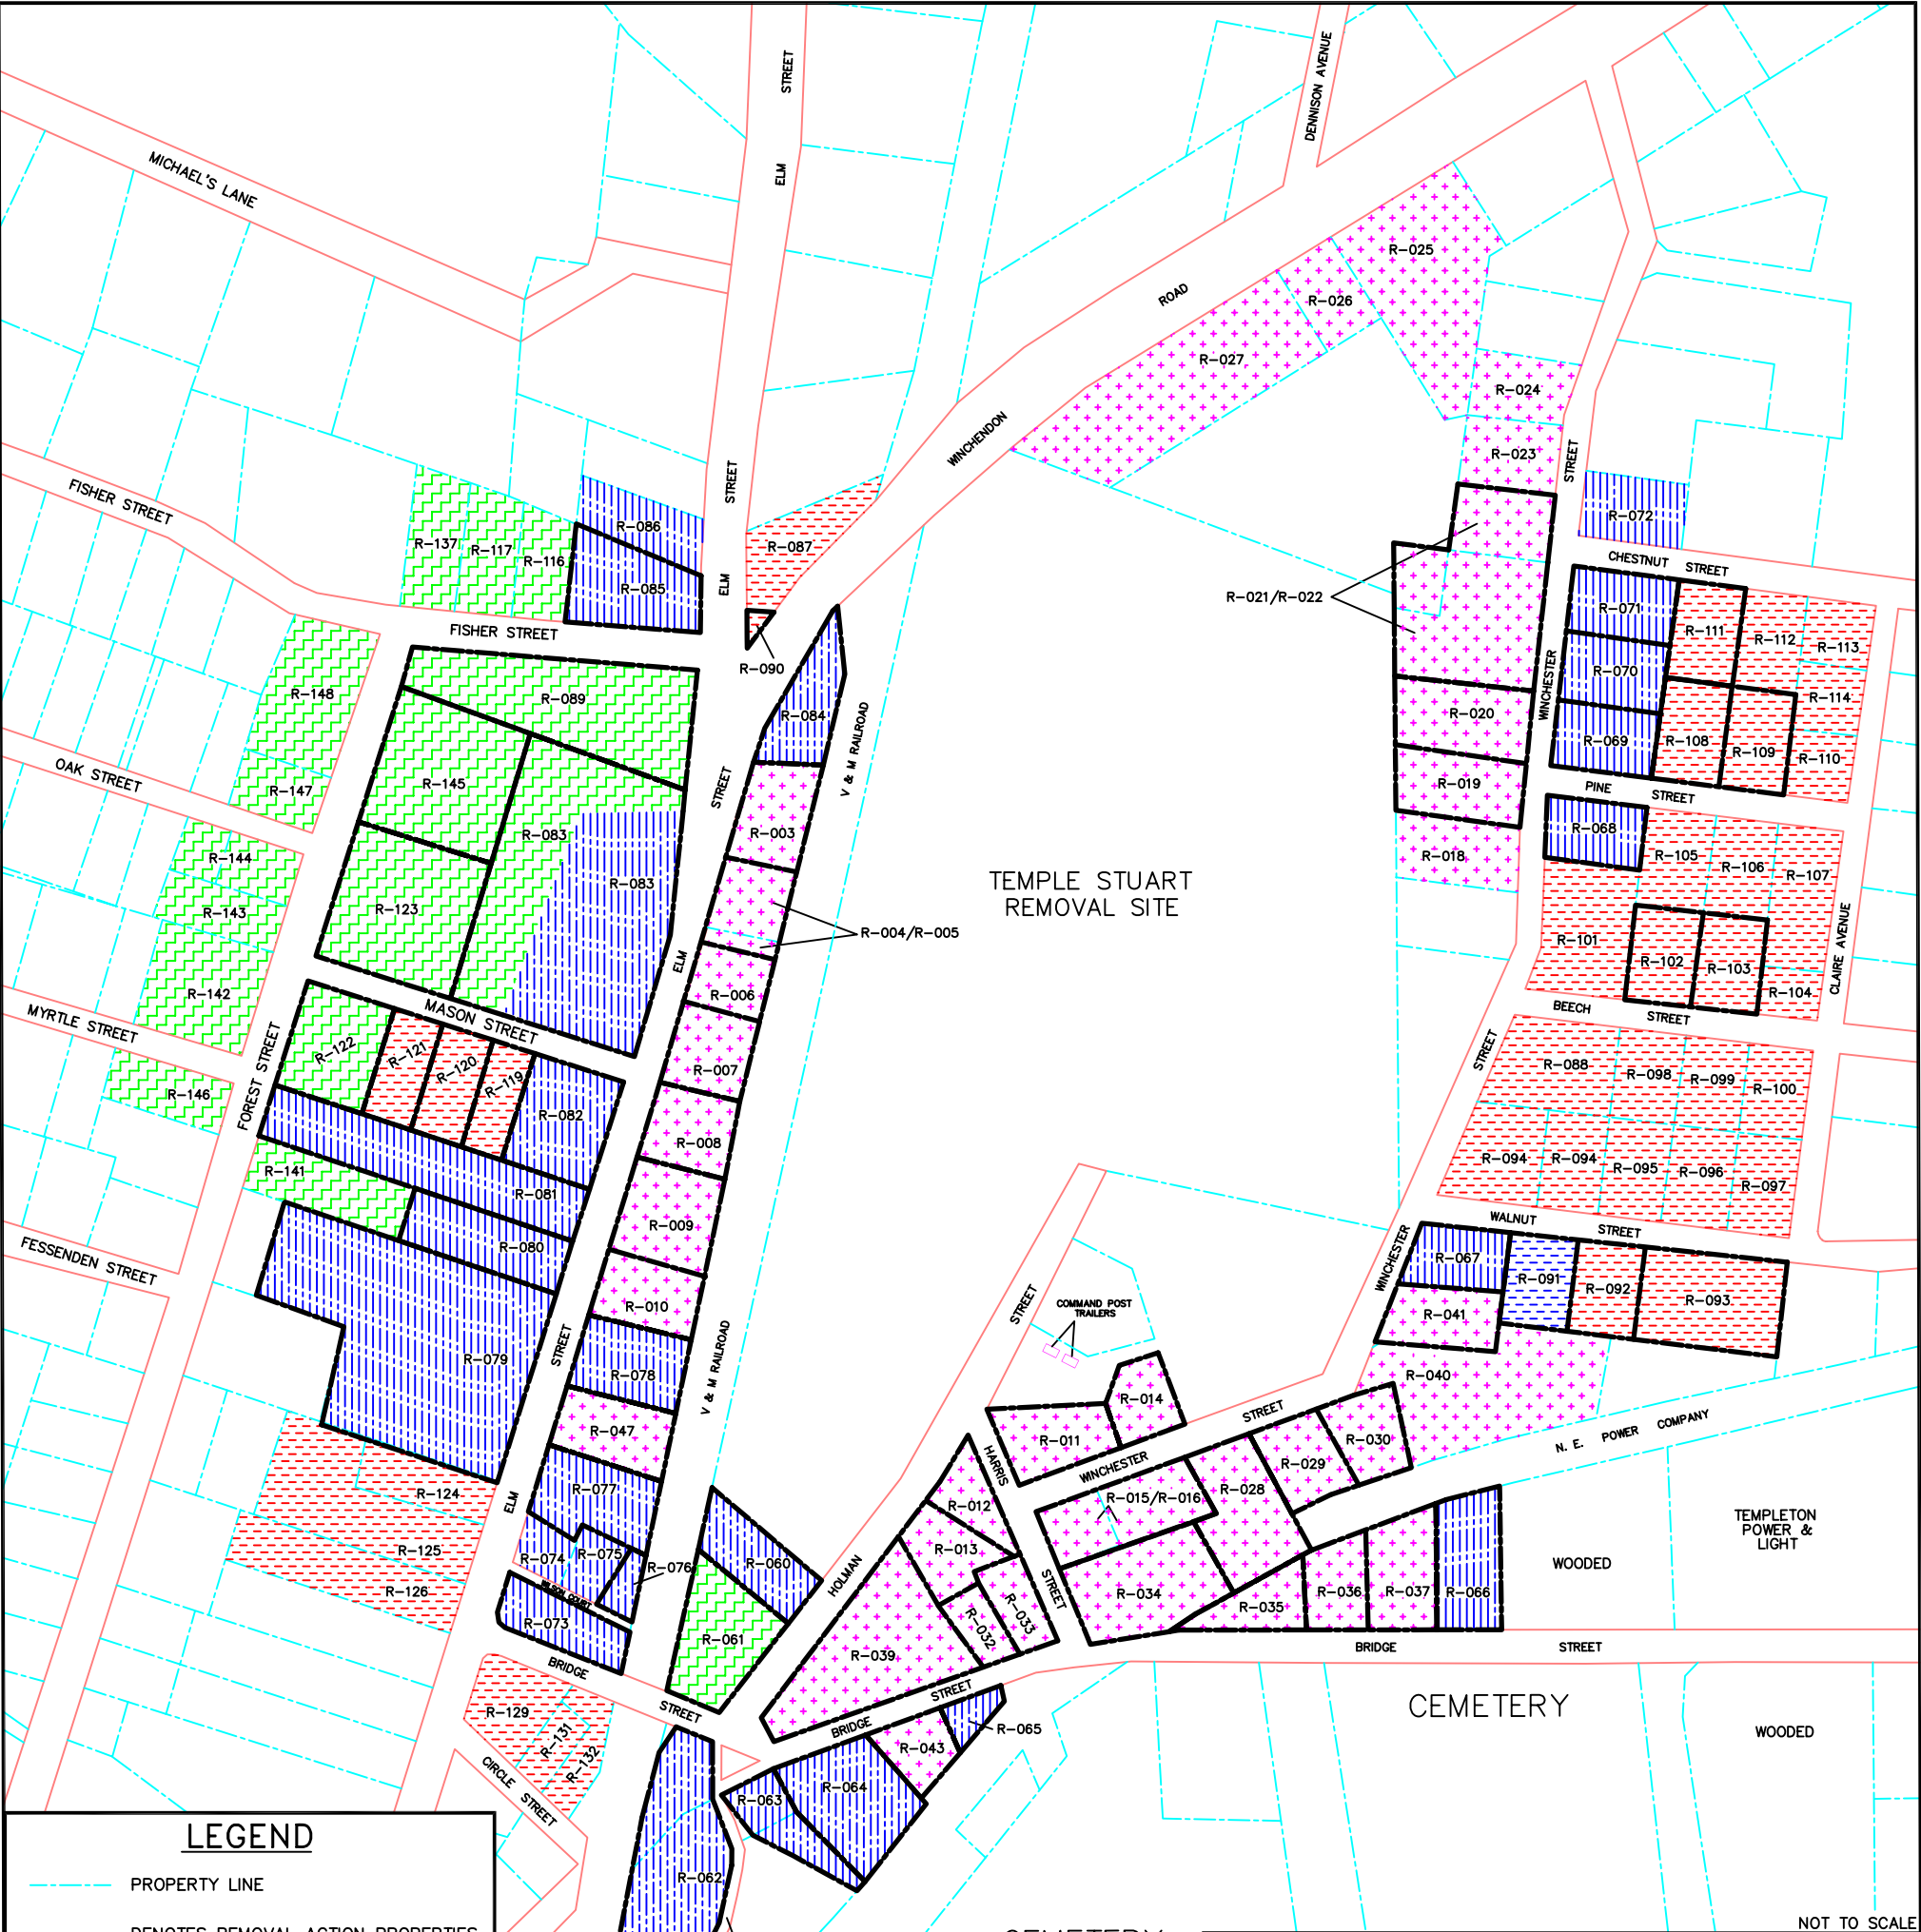 STREET
DENNISON AVENUE
ELM
MICHAEL'S LANE
R-025
ROAD
R-026
R-027
R-024
WINCHENDON
STREET
R-023
FISHER STREET
STREET
R-086
R-072
R-137
R-117
R-116
R-087
CHESTNUT STREET
ELM
R-085
R-021/R-022
R-071
FISHER STREET
R-111
R-112
R-113
R-090
WINCHESTER
R-070
R-148
R-089
R-114
R-084
R-020
V & M RAILROAD
R-069
R-108
R-109
R-110
OAK STREET
R-145
STREET
R-019
PINE STREET
R-147
R-083
R-003
R-068
R-144
R-018
R-105
R-106
R-107
TEMPLE STUART
REMOVAL SITE
R-083
R-123
R-143
R-004/R-005
R-101
CLAIRE AVENUE
ELM
R-102
R-103
R-142
R-006
R-104
MYRTLE STREET
MASON STREET
BEECH STREET
STREET
R-122
R-121
R-120
R-119
R-007
R-088
R-098
R-099
R-100
FOREST STREET
R-146
R-082
R-008
R-141
R-094
R-094
R-095
R-096
R-097
R-081
R-009
WALNUT STREET
R-080
FESSENDEN STREET
WINCHESTER
R-067
R-091
R-092
R-093
R-010
STREET
COMMAND POST
TRAILERS
R-041
STREET
R-079
V & M RAILROAD
R-078
R-040
R-014
R-047
STREET
R-011
R-030
N. E. POWER COMPANY
HARRIS
WINCHESTER
R-029
R-077
R-124
ELM
R-012
R-015/R-016
R-028
TEMPLETON
POWER &
LIGHT
R-125
R-074
R-075
R-076
R-060
R-013
WOODED
HOLMAN
STREET
R-126
WILSON COURT
R-034
R-036
R-037
R-066
R-035
R-073
R-032
R-033
R-061
R-039
BRIDGE STREET
BRIDGE
STREET
STREET
CEMETERY
R-129
R-131
R-132
BRIDGE
R-065
R-043
WOODED
CIRCLE STREET
R-064
R-063
LEGEND
R-062
PROPERTY LINE
DENOTES REMOVAL ACTION PROPERTIES
CEMETERY
NOT TO SCALE